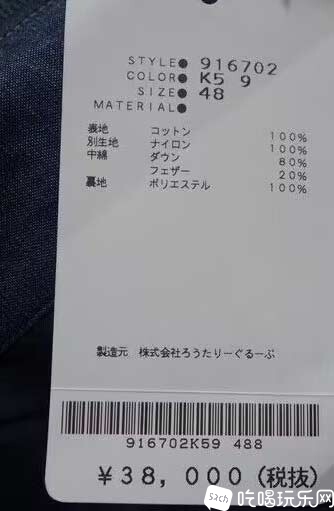 STYLE● 916702
COLOR● K5 9
SIZE● 48
MATERIAL●
表地 コットン 100%
別生地 ナイロン 100%
中綿 ダウン 80%
フェザー 20%
裏地 ポリエステル 100%
製造元 株式会社ろうたりーぐるーぷ
916702K59 488
￥38,000(税抜)
sach 吃喝玩乐网